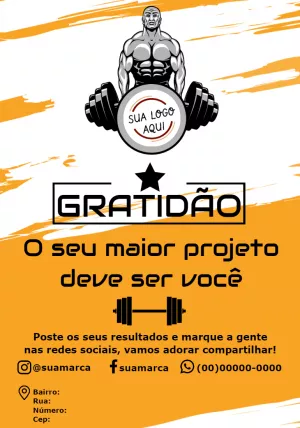 SUA LOGO
AQUI
GRATIDÃO
O seu maior projeto
deve ser você
Poste os seus resultados e marque a gente
nas redes sociais, vamos adorar compartilhar!
@suamarca suamarca (00)00000-0000
Bairro:
Rua:
Número:
Cep: